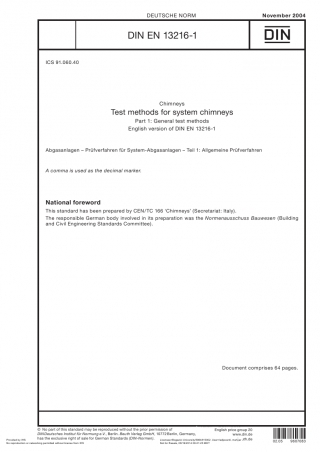 DEUTSCHE NORM
November 2004
DIN EN 13216-1
DIN
ICS 91.060.40
Chimneys
Test methods for system chimneys
Part 1: General test methods
English version of DIN EN 13216-1
Abgasanlagen – Prüfverfahren für System-Abgasanlagen – Teil 1: Allgemeine Prüfverfahren
A comma is used as the decimal marker.
National foreword
This standard has been prepared by CEN/TC 166 ‘Chimneys’ (Secretariat: Italy).
The responsible German body involved in its preparation was the Normenausschuss Bauwesen (Building
and Civil Engineering Standards Committee).
Document comprises 64 pages.
© No part of this standard may be reproduced without the prior permission of
DIN Deutsches Institut für Normung e.V., Berlin. Beuth Verlag GmbH, 10772 Berlin, Germany,
has the exclusive right of sale for German Standards (DIN-Normen).
English price group 20
www.din.de